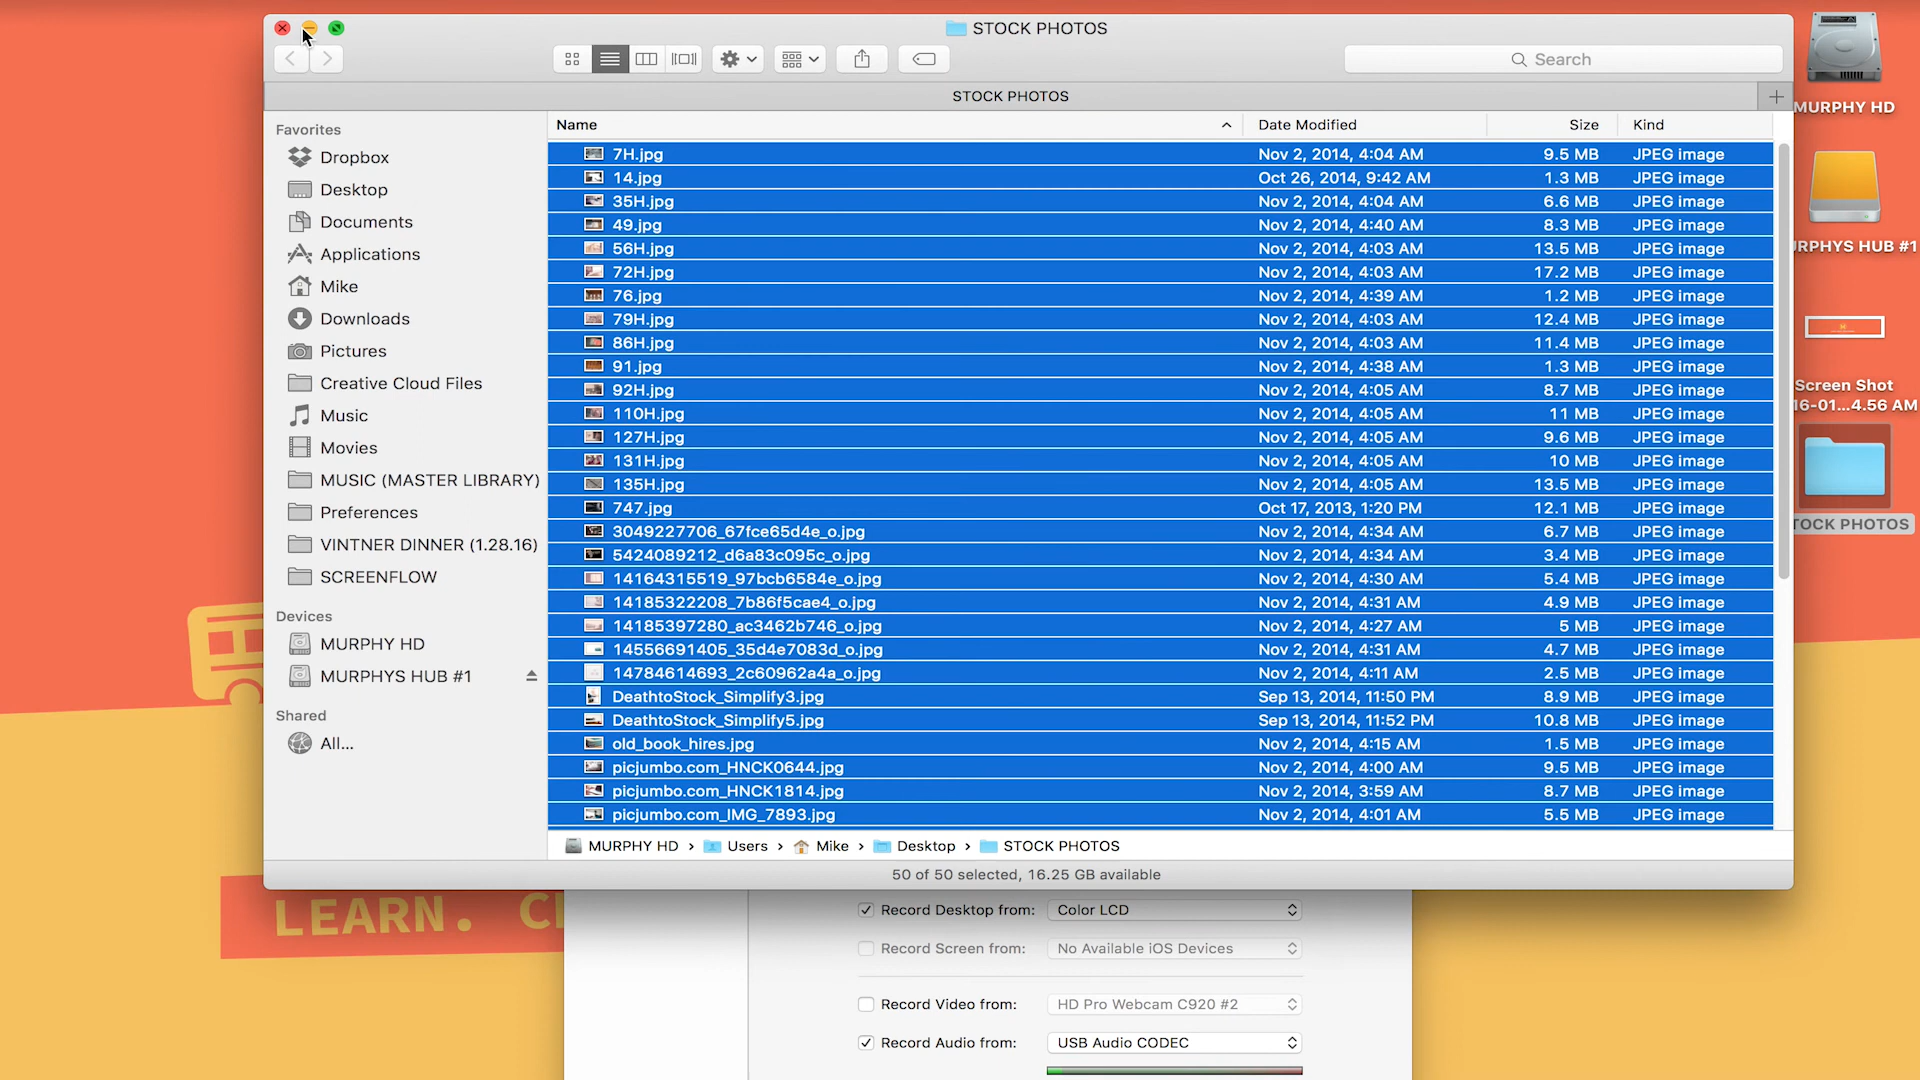 STOCK PHOTOS
Search
STOCK PHOTOS
Name Date Modified Size Kind
Favorites
Dropbox
Desktop
Documents
Applications
Mike
Downloads
Pictures
Creative Cloud Files
Music
Movies
MUSIC (MASTER LIBRARY)
Preferences
VINTNER DINNER (1.28.16)
SCREENFLOW
Devices
MURPHY HD
MURPHYS HUB #1
Shared
All...
7H.jpg Nov 2, 2014, 4:04 AM 9.5 MB JPEG image
14.jpg Oct 26, 2014, 9:42 AM 1.3 MB JPEG image
35H.jpg Nov 2, 2014, 4:04 AM 6.6 MB JPEG image
49.jpg Nov 2, 2014, 4:40 AM 8.3 MB JPEG image
56H.jpg Nov 2, 2014, 4:03 AM 13.5 MB JPEG image
72H.jpg Nov 2, 2014, 4:03 AM 17.2 MB JPEG image
76.jpg Nov 2, 2014, 4:39 AM 1.2 MB JPEG image
79H.jpg Nov 2, 2014, 4:03 AM 12.4 MB JPEG image
86H.jpg Nov 2, 2014, 4:03 AM 11.4 MB JPEG image
91.jpg Nov 2, 2014, 4:38 AM 1.3 MB JPEG image
92H.jpg Nov 2, 2014, 4:05 AM 8.7 MB JPEG image
110H.jpg Nov 2, 2014, 4:05 AM 11 MB JPEG image
127H.jpg Nov 2, 2014, 4:05 AM 9.6 MB JPEG image
131H.jpg Nov 2, 2014, 4:05 AM 10 MB JPEG image
135H.jpg Nov 2, 2014, 4:05 AM 13.5 MB JPEG image
747.jpg Oct 17, 2013, 1:20 PM 12.1 MB JPEG image
3049227706_67fce65d4e_o.jpg Nov 2, 2014, 4:34 AM 6.7 MB JPEG image
5424089212_d6a83c095c_o.jpg Nov 2, 2014, 4:34 AM 3.4 MB JPEG image
14164315519_97bcb6584e_o.jpg Nov 2, 2014, 4:30 AM 5.4 MB JPEG image
14185322208_7b86f5cae4_o.jpg Nov 2, 2014, 4:31 AM 4.9 MB JPEG image
14185397280_ac3462b746_o.jpg Nov 2, 2014, 4:27 AM 5 MB JPEG image
14556691405_35d4e7083d_o.jpg Nov 2, 2014, 4:31 AM 4.7 MB JPEG image
14784614693_2c60962a4a_o.jpg Nov 2, 2014, 4:11 AM 2.5 MB JPEG image
DeathtoStock_Simplify3.jpg Sep 13, 2014, 11:50 PM 8.9 MB JPEG image
DeathtoStock_Simplify5.jpg Sep 13, 2014, 11:52 PM 10.8 MB JPEG image
old_book_hires.jpg Nov 2, 2014, 4:15 AM 1.5 MB JPEG image
picjumbo.com_HNCK0644.jpg Nov 2, 2014, 4:00 AM 9.5 MB JPEG image
picjumbo.com_HNCK1814.jpg Nov 2, 2014, 3:59 AM 8.7 MB JPEG image
picjumbo.com_IMG_7893.jpg Nov 2, 2014, 4:01 AM 5.5 MB JPEG image
MURPHY HD › Users › Mike › Desktop › STOCK PHOTOS
50 of 50 selected, 16.25 GB available
MURPHY HD
RPHYS HUB #1
Screen Shot
16-01...4.56 AM
TOCK PHOTOS
LEARN. C
Record Desktop from: Color LCD
Record Screen from: No Available iOS Devices
Record Video from: HD Pro Webcam C920 #2
Record Audio from: USB Audio CODEC